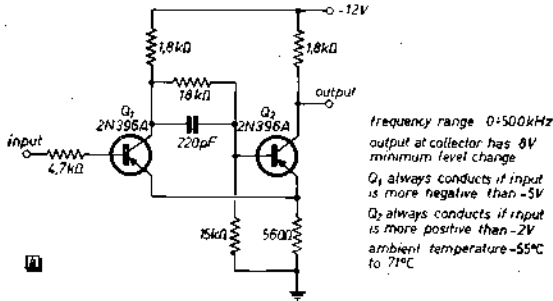 -12V
1,8kΩ
1,8kΩ
18kΩ
output
Q1
2N396A
220pF
Q2
2N396A
input
4,7kΩ
15kΩ
560Ω
A
frequency range 0÷500kHz
output at collector has 8V
minimum level change
Q1 always conducts if input
is more negative than -5V
Q2 always conducts if input
is more positive than -2V
ambient temperature -55°C
to 71°C